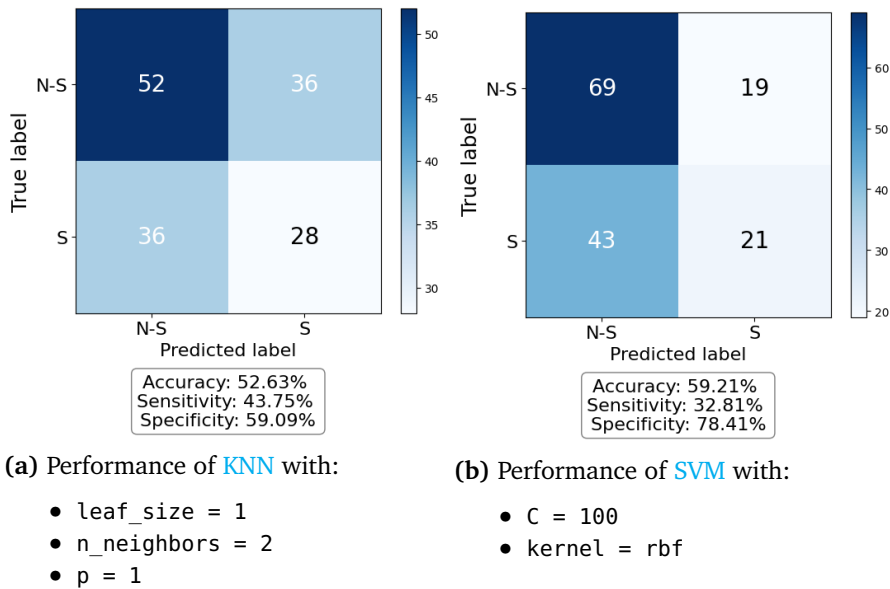 52
36
36
28
N-S
S
True label
N-S
S
Predicted label
50
45
40
35
30
Accuracy: 52.63%
Sensitivity: 43.75%
Specificity: 59.09%
(a) Performance of KNN with:
• leaf_size = 1
• n_neighbors = 2
• p = 1
69
19
43
21
N-S
S
True label
N-S
S
Predicted label
60
50
40
30
20
Accuracy: 59.21%
Sensitivity: 32.81%
Specificity: 78.41%
(b) Performance of SVM with:
• C = 100
• kernel = rbf